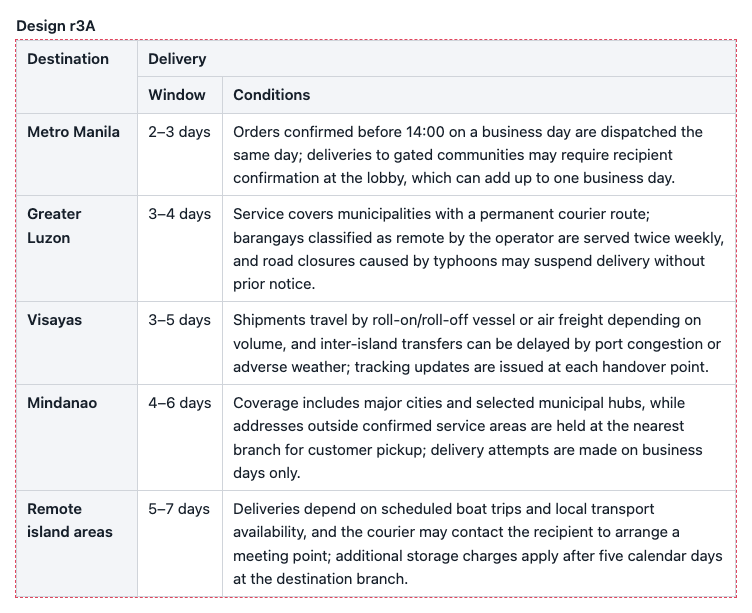 Design r3A
Destination
Delivery
Window
Conditions
Metro Manila
2–3 days
Orders confirmed before 14:00 on a business day are dispatched the
same day; deliveries to gated communities may require recipient
confirmation at the lobby, which can add up to one business day.
Greater
Luzon
3–4 days
Service covers municipalities with a permanent courier route;
barangays classified as remote by the operator are served twice weekly,
and road closures caused by typhoons may suspend delivery without
prior notice.
Visayas
3–5 days
Shipments travel by roll-on/roll-off vessel or air freight depending on
volume, and inter-island transfers can be delayed by port congestion or
adverse weather; tracking updates are issued at each handover point.
Mindanao
4–6 days
Coverage includes major cities and selected municipal hubs, while
addresses outside confirmed service areas are held at the nearest
branch for customer pickup; delivery attempts are made on business
days only.
Remote
island areas
5–7 days
Deliveries depend on scheduled boat trips and local transport
availability, and the courier may contact the recipient to arrange a
meeting point; additional storage charges apply after five calendar days
at the destination branch.